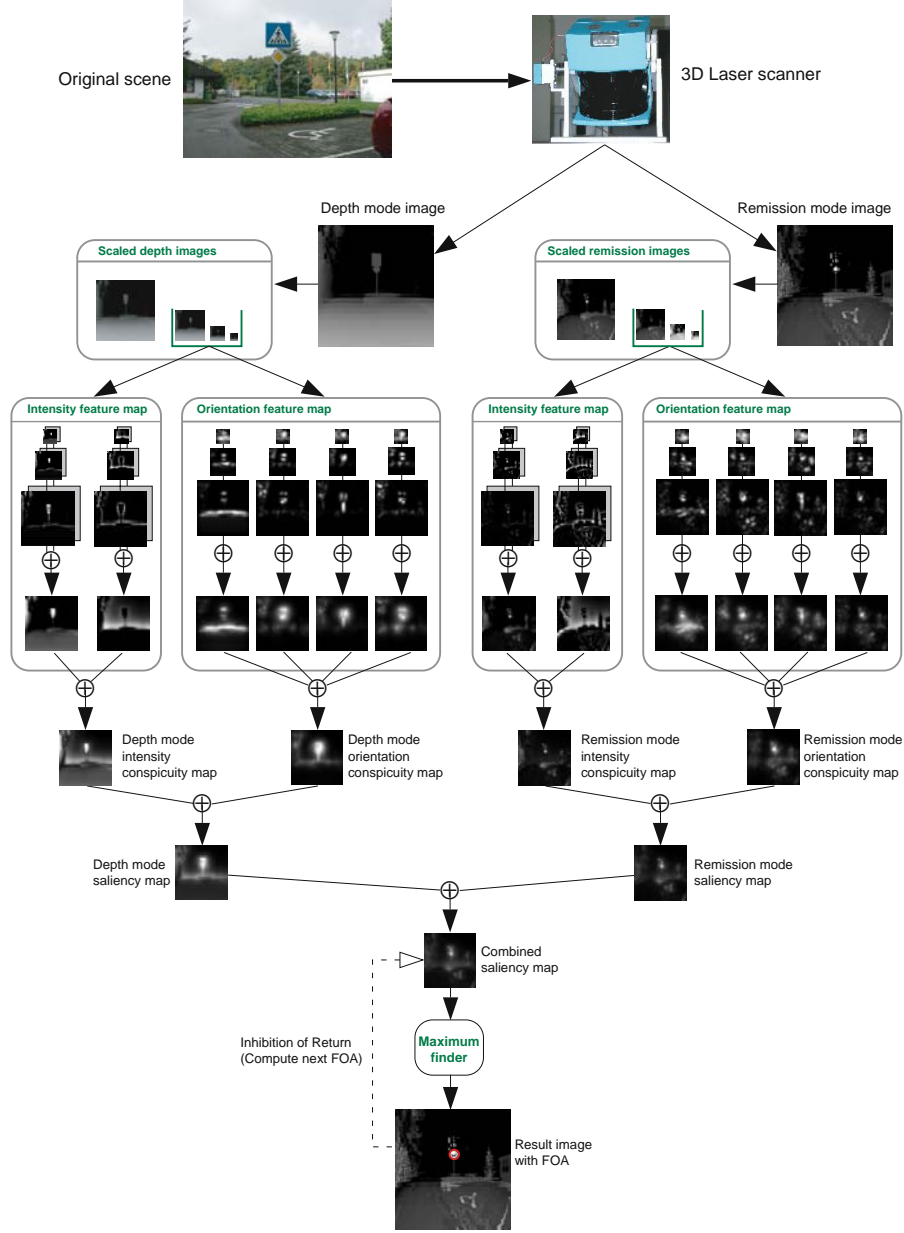 Original scene
3D Laser scanner
Depth mode image
Remission mode image
Scaled depth images
Scaled remission images
Intensity feature map
Orientation feature map
Intensity feature map
Orientation feature map
Depth mode
intensity
conspicuity map
Depth mode
orientation
conspicuity map
Remission mode
intensity
conspicuity map
Remission mode
orientation
conspicuity map
Depth mode
saliency map
Remission mode
saliency map
Combined
saliency map
Inhibition of Return
(Compute next FOA)
Maximum
finder
Result image
with FOA